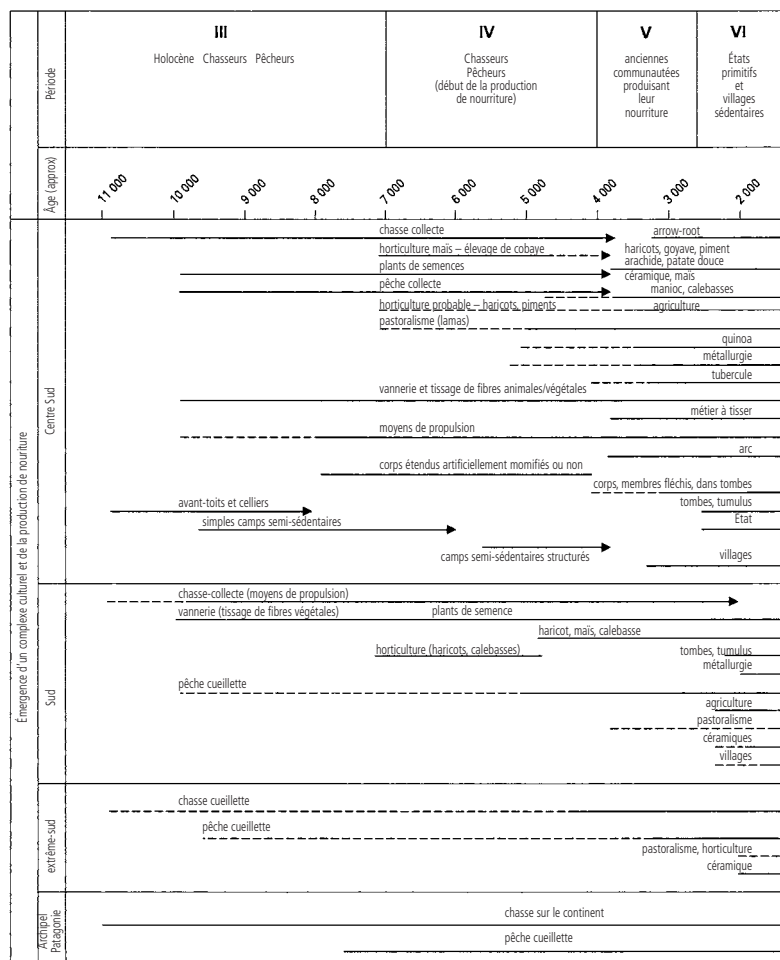 III
IV
V
VI
Période
Holocène Chasseurs Pêcheurs
Chasseurs
Pêcheurs
(début de la production
de nourriture)
anciennes
communautées
produisant
leur
nourriture
États
primitifs
et
villages
sédentaires
Âge (approx)
11 000
10 000
9 000
8 000
7 000
6 000
5 000
4 000
3 000
2 000
Émergence d'un complexe culturel et de la production de nouriture
Centre Sud
chasse collecte
arrow-root
horticulture maïs – élevage de cobaye
haricots, goyave, piment
arachide, patate douce
plants de semences
céramique, maïs
pêche collecte
manioc, calebasses
horticulture probable – haricots, piments
agriculture
pastoralisme (lamas)
quinoa
métallurgie
tubercule
vannerie et tissage de fibres animales/végétales
métier à tisser
moyens de propulsion
arc
corps étendus artificiellement momifiés ou non
corps, membres fléchis, dans tombes
avant-toits et celliers
tombes, tumulus
simples camps semi-sédentaires
État
camps semi-sédentaires structurés
villages
Sud
chasse-collecte (moyens de propulsion)
vannerie (tissage de fibres végétales)
plants de semence
haricot, maïs, calebasse
horticulture (haricots, calebasses)
tombes, tumulus
métallurgie
pêche cueillette
agriculture
pastoralisme
céramiques
villages
extrême-sud
chasse cueillette
pêche cueillette
pastoralisme, horticulture
céramique
Archipel
Patagonie
chasse sur le continent
pêche cueillette